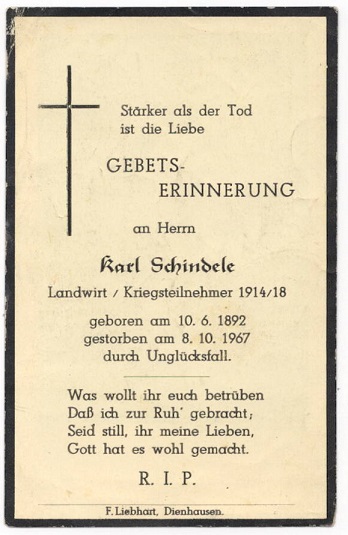 Stärker als der Tod
ist die Liebe
GEBETS-
ERINNERUNG
an Herrn
Karl Schindele
Landwirt / Kriegsteilnehmer 1914/18
geboren am 10. 6. 1892
gestorben am 8. 10. 1967
durch Unglücksfall.
Was wollt ihr euch betrüben
Daß ich zur Ruh' gebracht;
Seid still, ihr meine Lieben,
Gott hat es wohl gemacht.
R. I. P.
F. Liebhart, Dienhausen.